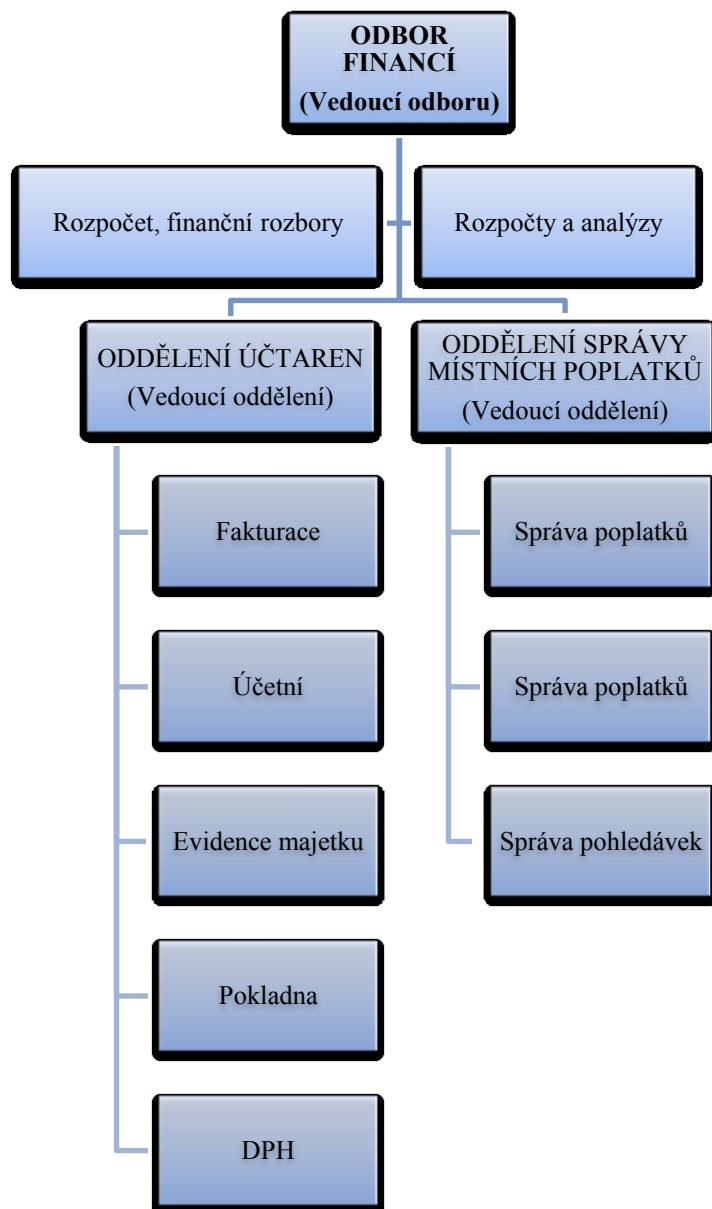 ODBOR
FINANCÍ
(Vedoucí odboru)
Rozpočet, finanční rozbory
Rozpočty a analýzy
ODDĚLENÍ ÚČTAREN
(Vedoucí oddělení)
ODDĚLENÍ SPRÁVY
MÍSTNÍCH POPLATKŮ
(Vedoucí oddělení)
Fakturace
Účetní
Evidence majetku
Pokladna
DPH
Správa poplatků
Správa poplatků
Správa pohledávek